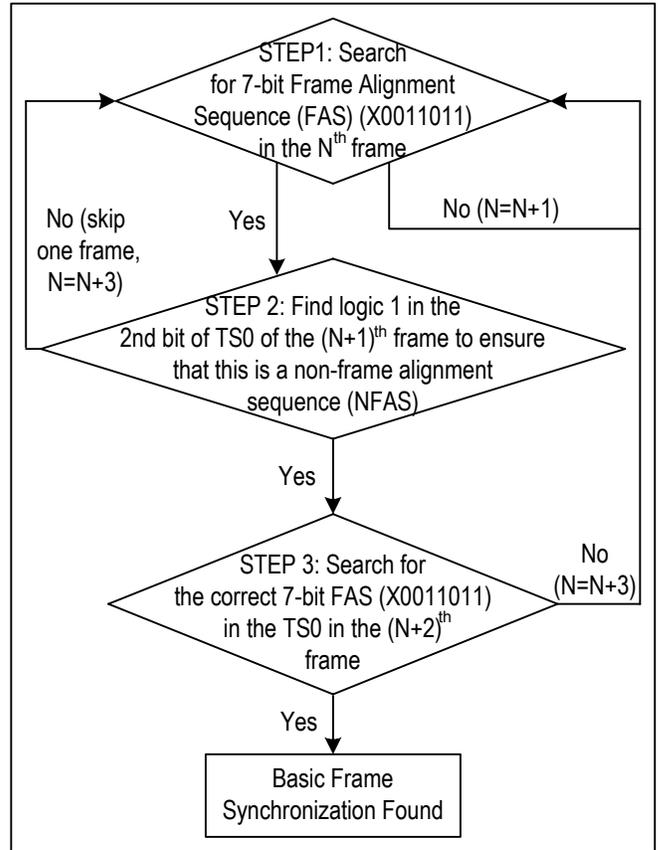 STEP1: Search
for 7-bit Frame Alignment
Sequence (FAS) (X0011011)
in the Nth frame
No (skip
one frame,
N=N+3)
Yes
No (N=N+1)
STEP 2: Find logic 1 in the
2nd bit of TS0 of the (N+1)th frame to ensure
that this is a non-frame alignment
sequence (NFAS)
Yes
STEP 3: Search for
the correct 7-bit FAS (X0011011)
in the TS0 in the (N+2)th
frame
No
(N=N+3)
Yes
Basic Frame
Synchronization Found